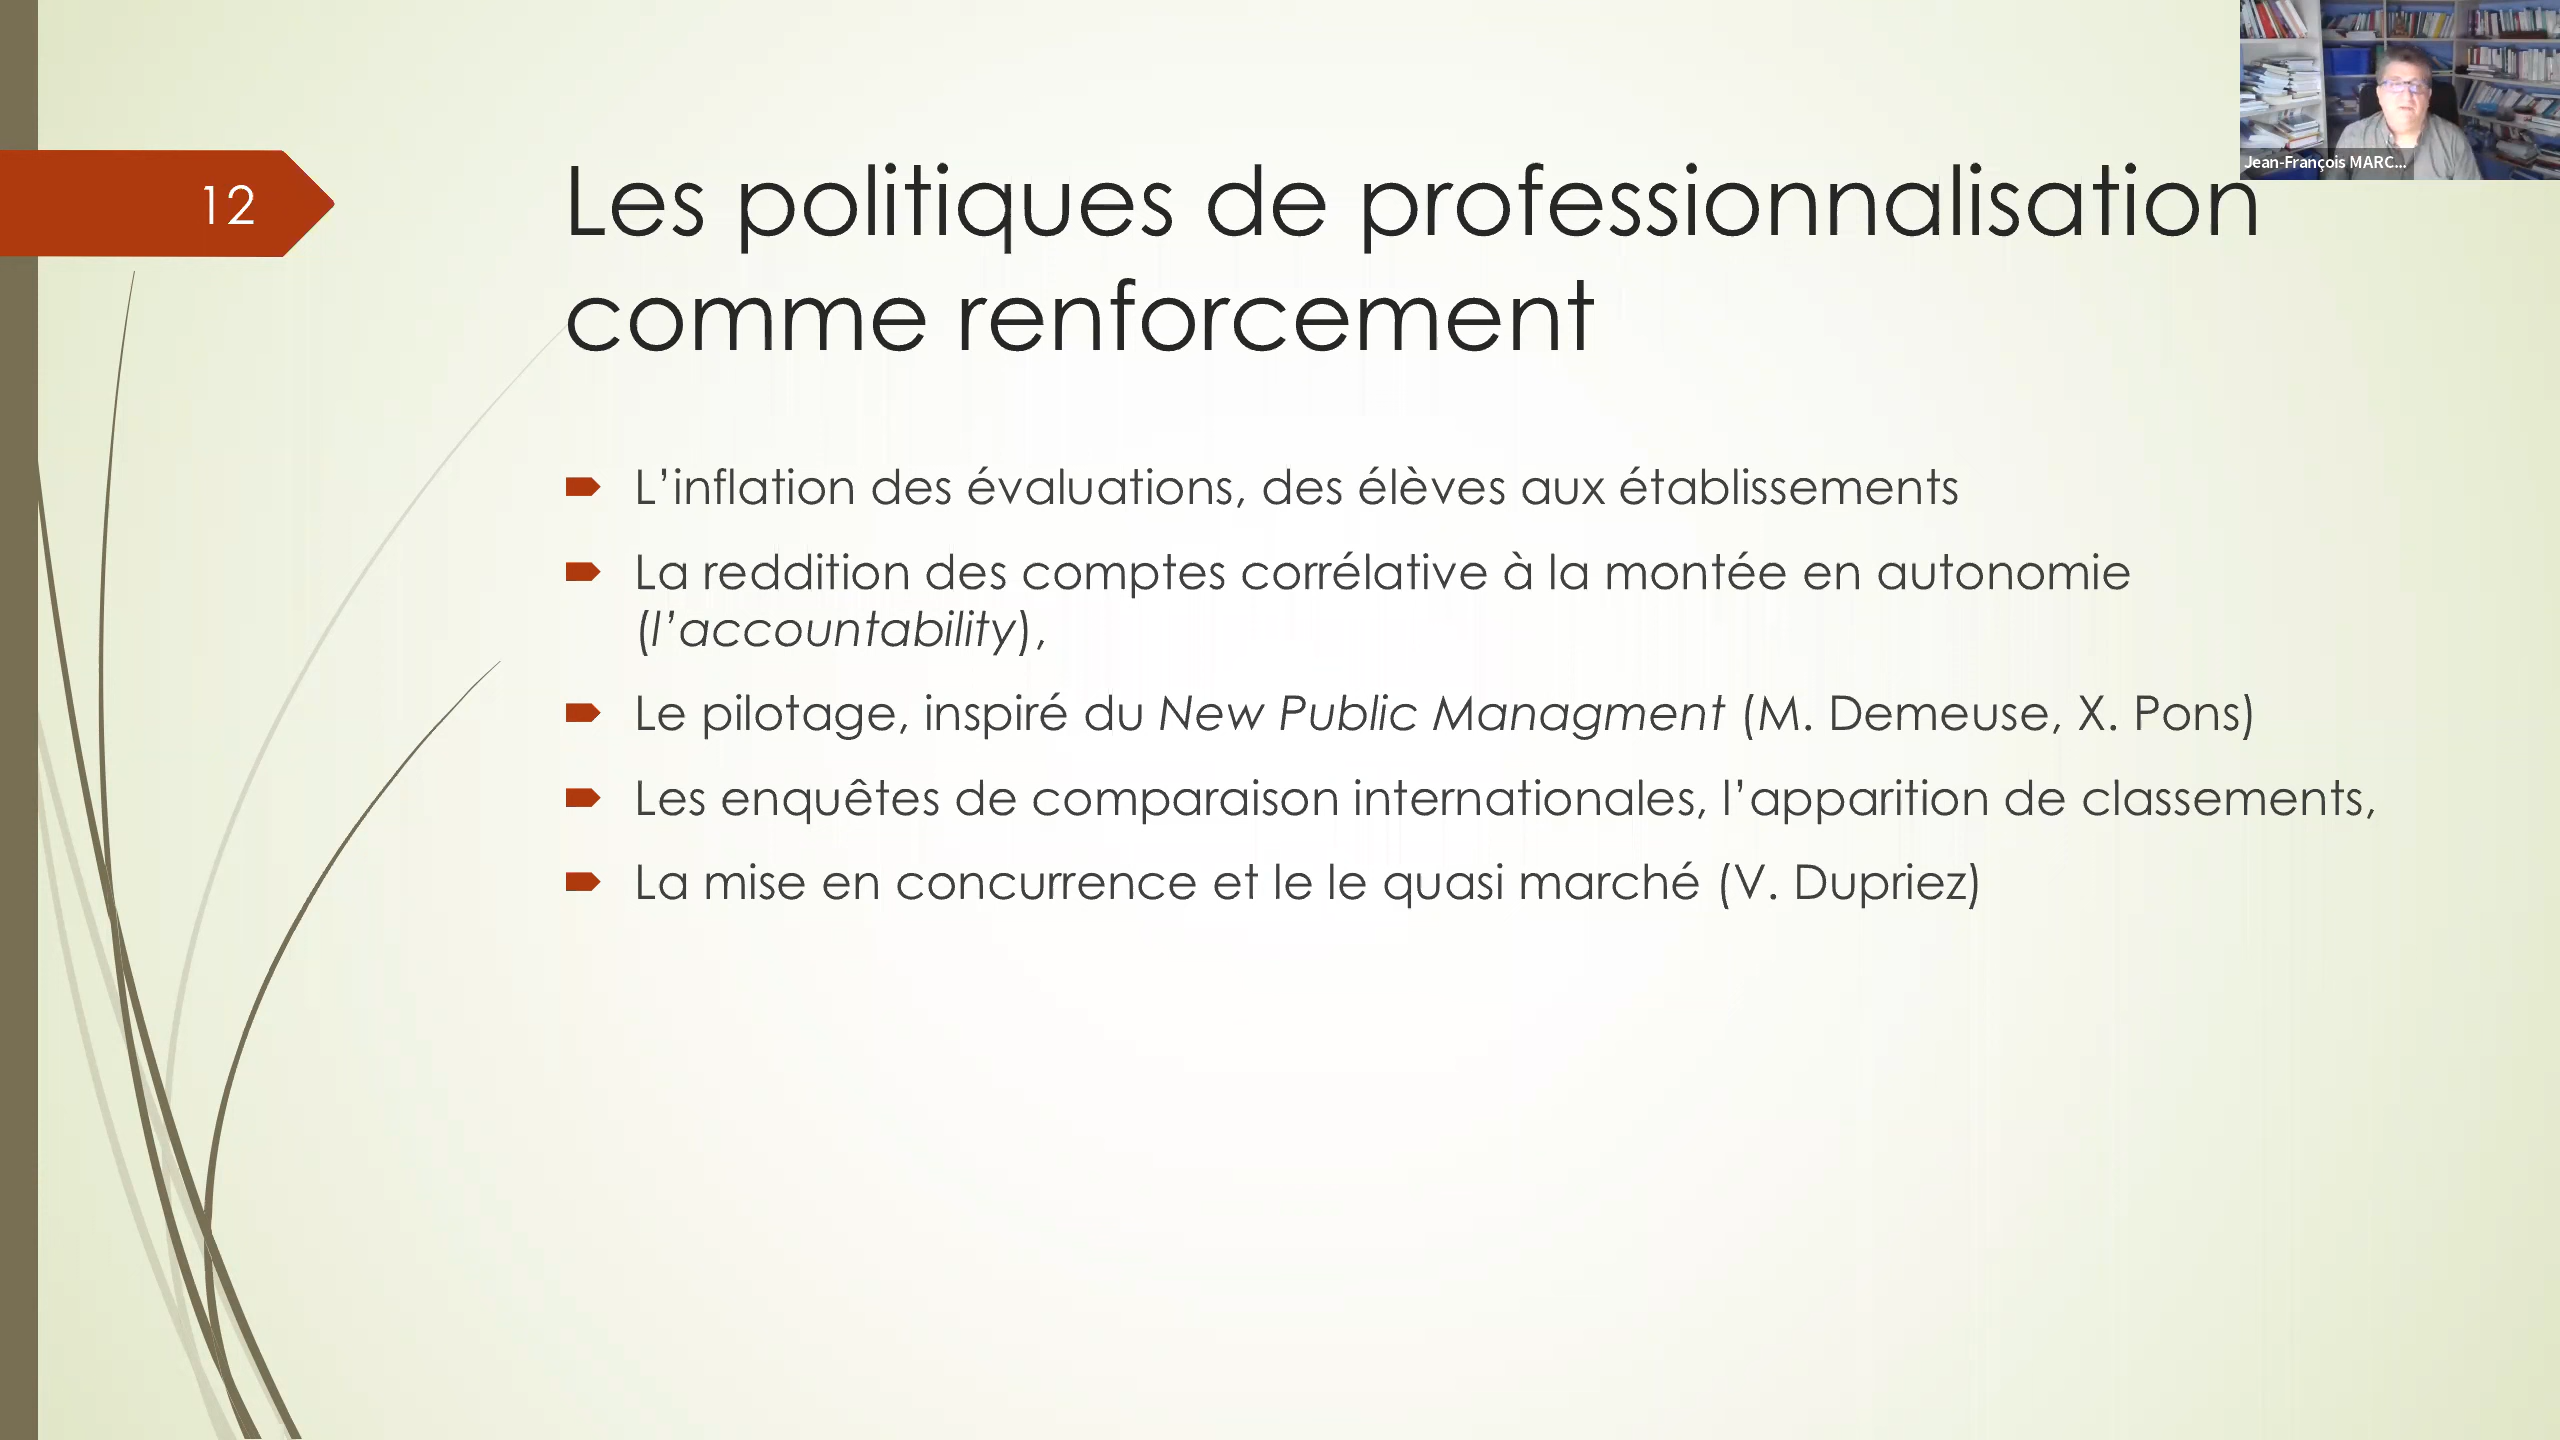 12
Les politiques de professionnalisation
comme renforcement
L’inflation des évaluations, des élèves aux établissements
La reddition des comptes corrélative à la montée en autonomie
(l’accountability),
Le pilotage, inspiré du New Public Managment (M. Demeuse, X. Pons)
Les enquêtes de comparaison internationales, l’apparition de classements,
La mise en concurrence et le le quasi marché (V. Dupriez)
Jean-François MARC...